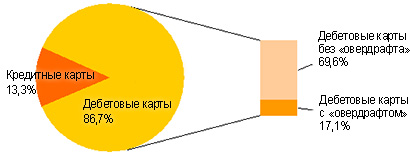 Кредитные карты
13,3%
Дебетовые карты
86,7%
Дебетовые карты
без «овердрафта»
69,6%
Дебетовые карты
с «овердрафтом»
17,1%